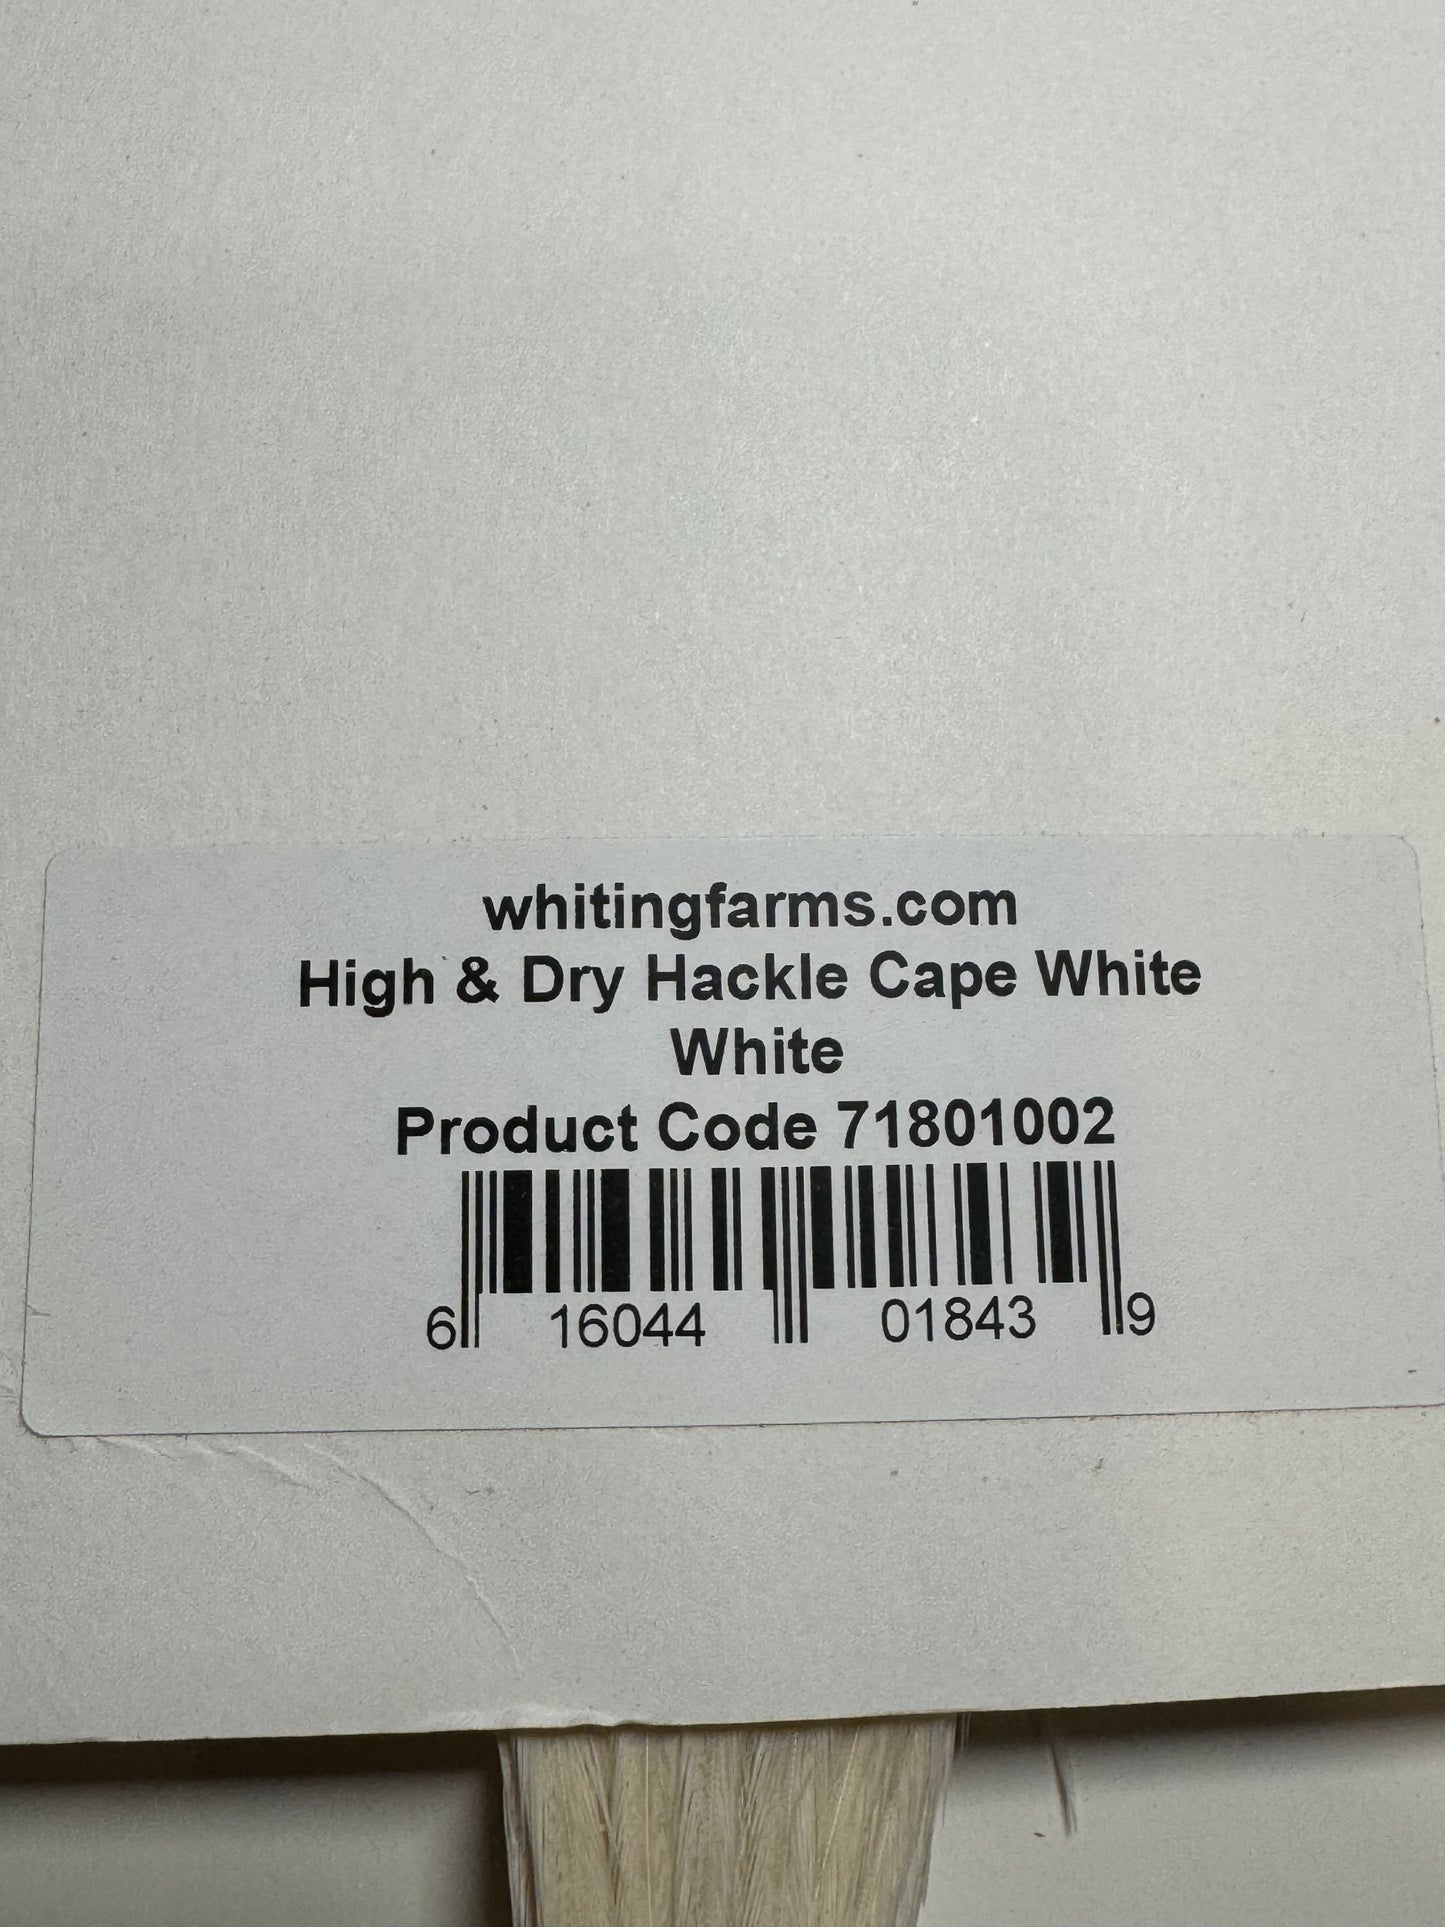 whitingfarms.com
High & Dry Hackle Cape White
White
Product Code 71801002
6 16044 01843 9